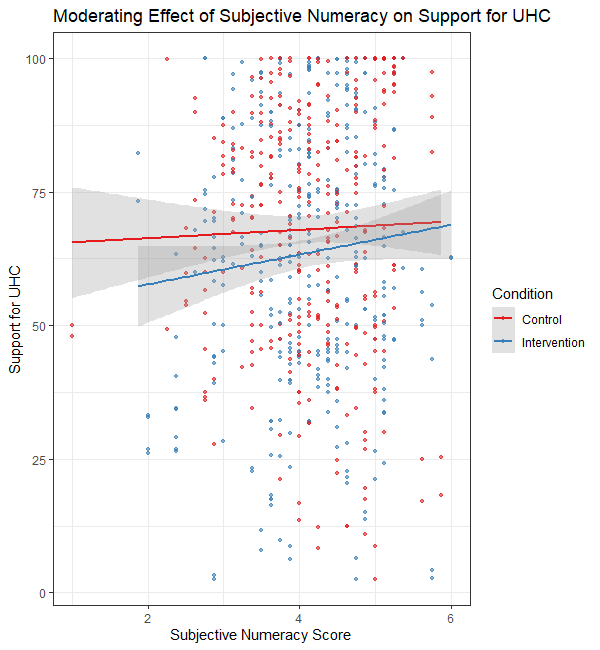 Moderating Effect of Subjective Numeracy on Support for UHC
100
75
50
25
0
Support for UHC
2 4 6
Subjective Numeracy Score
Condition
Control
Intervention